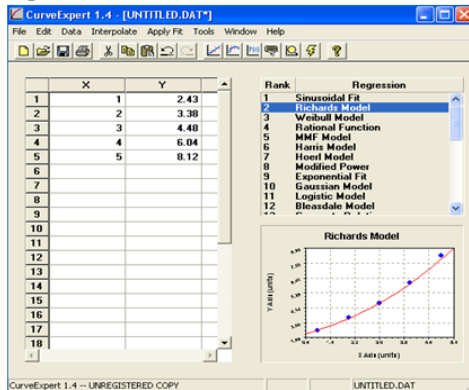 CurveExpert 1.4 - [UNTITLED.DAT*]
File Edit Data Interpolate Apply Fit Tools Window Help
X Y
1 1 2.43
2 2 3.38
3 3 4.48
4 4 6.04
5 5 8.12
6
7
8
9
10
11
12
13
14
15
16
17
18
Rank Regression
1 Sinusoidal Fit
2 Richards Model
3 Weibull Model
4 Rational Function
5 MMF Model
6 Harris Model
7 Hoerl Model
8 Modified Power
9 Exponential Fit
10 Gaussian Model
11 Logistic Model
12 Bleasdale Model
Richards Model
Y Axis (units)
X Axis (units)
CurveExpert 1.4 -- UNREGISTERED COPY
UNTITLED.DAT